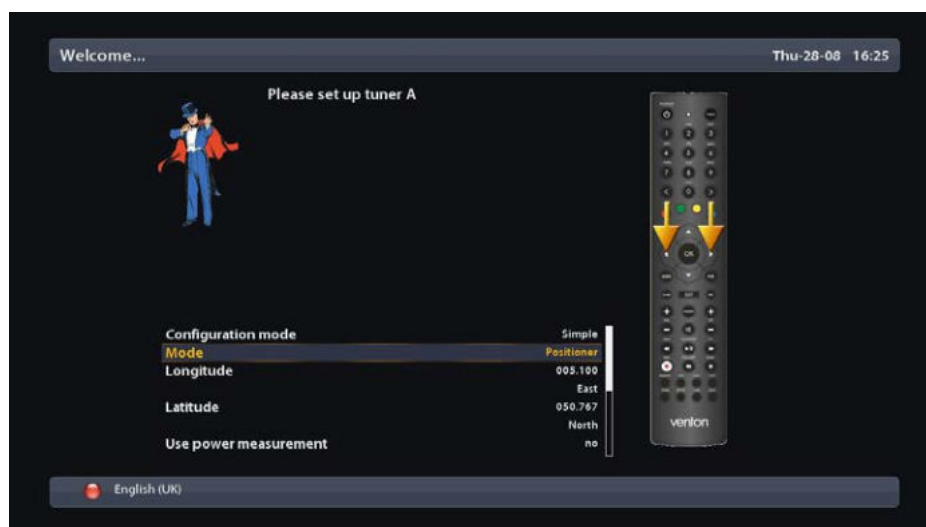 Welcome...
Thu-28-08 16:25
Please set up tuner A
Configuration mode Simple
Mode Positioner
Longitude 005.100
East
Latitude 050.767
North
Use power measurement no
OK
venton
English (UK)